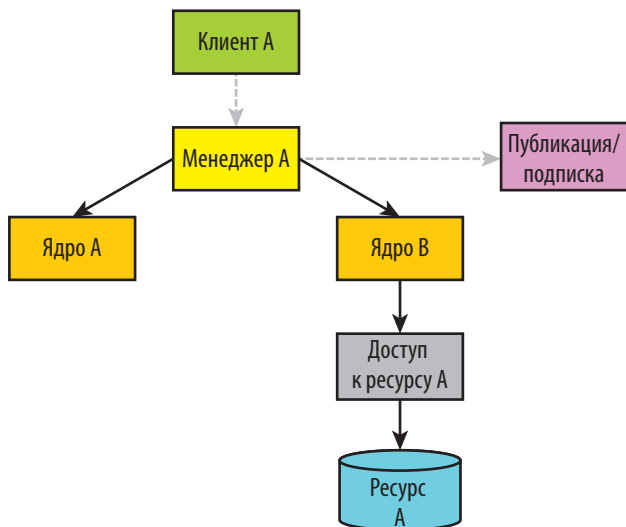 Клиент A
Менеджер A
Публикация/
подписка
Ядро A
Ядро B
Доступ
к ресурсу A
Ресурс
A